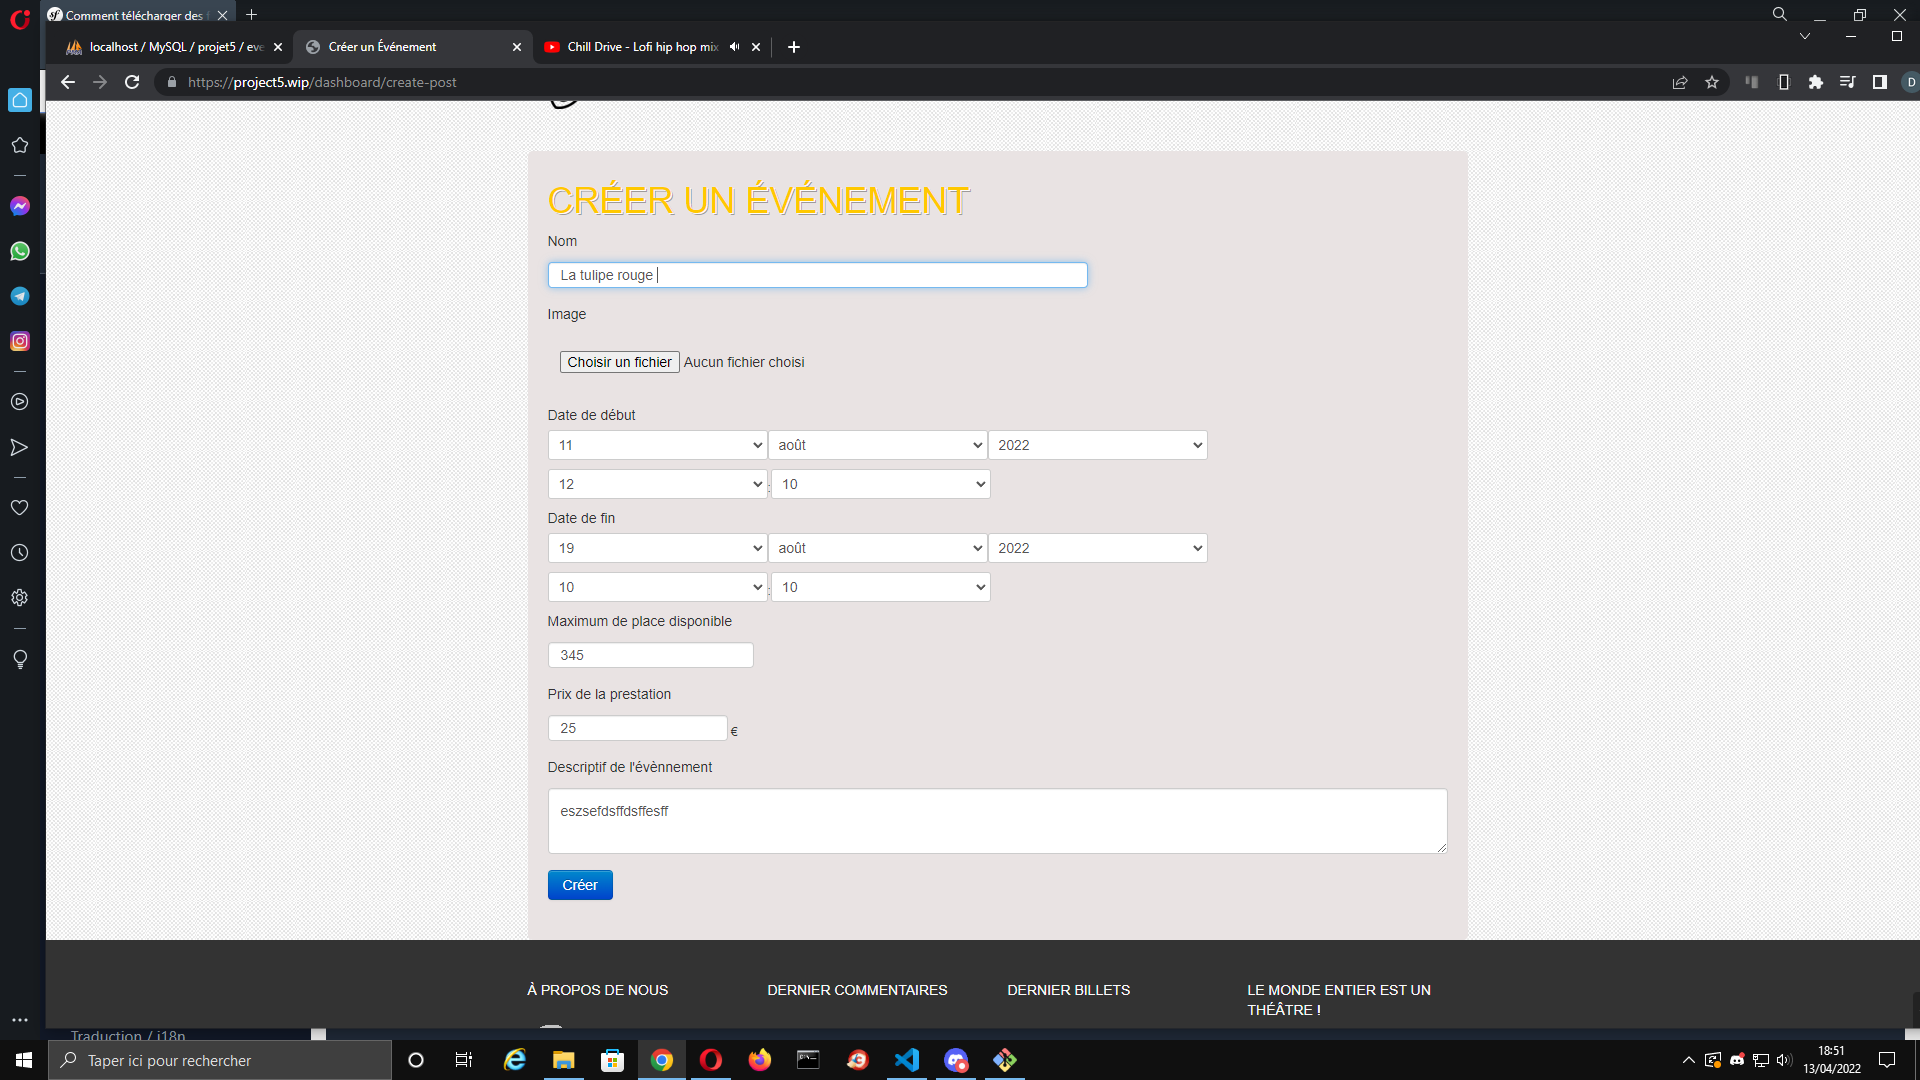 Comment télécharger des
localhost / MySQL / projet5 / eve
Créer un Événement
Chill Drive - Lofi hip hop mix
https://project5.wip/dashboard/create-post
D
CRÉER UN ÉVÉNEMENT
Nom
La tulipe rouge
Image
Choisir un fichier Aucun fichier choisi
Date de début
11 août 2022
12 : 10
Date de fin
19 août 2022
10 : 10
Maximum de place disponible
345
Prix de la prestation
25 €
Descriptif de l'évènnement
eszsefdsffdsffesff
Créer
À PROPOS DE NOUS
DERNIER COMMENTAIRES
DERNIER BILLETS
LE MONDE ENTIER EST UN
THÉÂTRE !
Traduction / i18n
Taper ici pour rechercher
18:51
13/04/2022